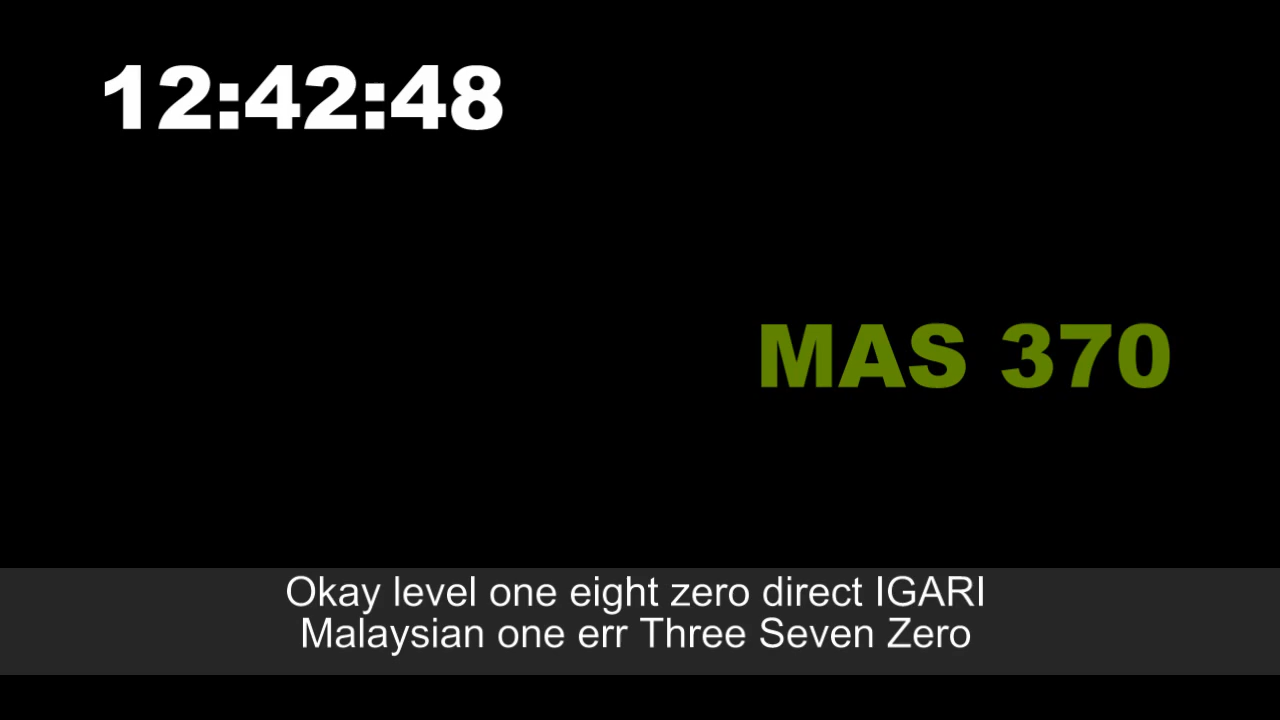 12:42:48
MAS 370
Okay level one eight zero direct IGARI
Malaysian one err Three Seven Zero